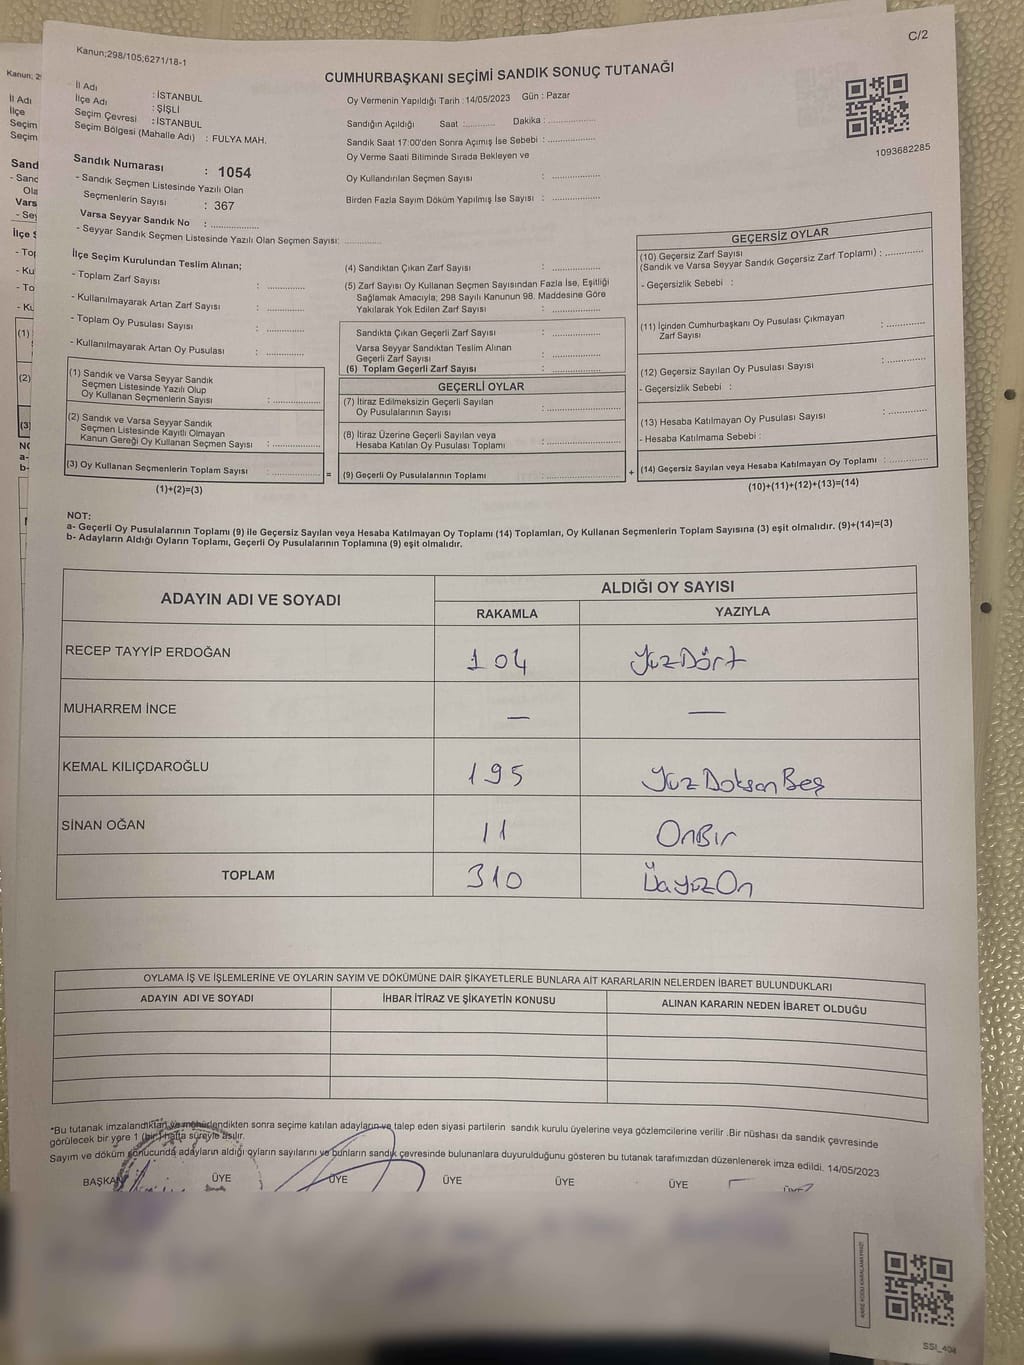 C/2
Kanun;298/105;6271/18-1
CUMHURBAŞKANI SEÇİMİ SANDIK SONUÇ TUTANAĞI
İl Adı : İSTANBUL
İlçe Adı : ŞİŞLİ
Seçim Çevresi : İSTANBUL
Seçim Bölgesi (Mahalle Adı) : FULYA MAH.
Sandık Numarası : 1054
- Sandık Seçmen Listesinde Yazılı Olan
Seçmenlerin Sayısı : 367
Varsa Seyyar Sandık No : ..............
- Seyyar Sandık Seçmen Listesinde Yazılı Olan Seçmen Sayısı: ............
Oy Vermenin Yapıldığı Tarih : 14/05/2023 Gün : Pazar
Sandığın Açıldığı Saat :........... Dakika : ..............
Sandık Saat 17:00'den Sonra Açımış İse Sebebi : ..............
Oy Verme Saati Bitiminde Sırada Bekleyen ve
Oy Kullandırılan Seçmen Sayısı : ..............
Birden Fazla Sayım Döküm Yapılmış İse Sayısı : ..............
1093682285
İlçe Seçim Kurulundan Teslim Alınan;
- Toplam Zarf Sayısı : ............
- Kullanılmayarak Artan Zarf Sayısı : ............
- Toplam Oy Pusulası Sayısı : ............
- Kullanılmayarak Artan Oy Pusulası : ............
(1) Sandık ve Varsa Seyyar Sandık
Seçmen Listesinde Yazılı Olup
Oy Kullanan Seçmenlerin Sayısı : ..............
(2) Sandık ve Varsa Seyyar Sandık
Seçmen Listesinde Kayıtlı Olmayan
Kanun Gereği Oy Kullanan Seçmen Sayısı : ..............
(3) Oy Kullanan Seçmenlerin Toplam Sayısı : ..............
(1)+(2)=(3)
(4) Sandıktan Çıkan Zarf Sayısı : ..............
(5) Zarf Sayısı Oy Kullanan Seçmen Sayısından Fazla İse, Eşitliği
Sağlamak Amacıyla; 298 Sayılı Kanunun 98. Maddesine Göre
Yakılarak Yok Edilen Zarf Sayısı : ..............
Sandıkta Çıkan Geçerli Zarf Sayısı : ..............
Varsa Seyyar Sandıktan Teslim Alınan
Geçerli Zarf Sayısı : ..............
(6) Toplam Geçerli Zarf Sayısı : ..............
GEÇERLİ OYLAR
(7) İtiraz Edilmeksizin Geçerli Sayılan
Oy Pusulalarının Sayısı : ..............
(8) İtiraz Üzerine Geçerli Sayılan veya
Hesaba Katılan Oy Pusulası Toplamı : ..............
= (9) Geçerli Oy Pusulalarının Toplamı : ..............
GEÇERSİZ OYLAR
(10) Geçersiz Zarf Sayısı
(Sandık ve Varsa Seyyar Sandık Geçersiz Zarf Toplamı) : ............
- Geçersizlik Sebebi :
(11) İçinden Cumhurbaşkanı Oy Pusulası Çıkmayan
Zarf Sayısı : ............
(12) Geçersiz Sayılan Oy Pusulası Sayısı : ............
- Geçersizlik Sebebi :
(13) Hesaba Katılmayan Oy Pusulası Sayısı : ............
- Hesaba Katılmama Sebebi :
+ (14) Geçersiz Sayılan veya Hesaba Katılmayan Oy Toplamı : ............
(10)+(11)+(12)+(13)=(14)
NOT:
a- Geçerli Oy Pusulalarının Toplamı (9) ile Geçersiz Sayılan veya Hesaba Katılmayan Oy Toplamı (14) Toplamları, Oy Kullanan Seçmenlerin Toplam Sayısına (3) eşit olmalıdır. (9)+(14)=(3)
b- Adayların Aldığı Oyların Toplamı, Geçerli Oy Pusulalarının Toplamına (9) eşit olmalıdır.
ADAYIN ADI VE SOYADI
ALDIĞI OY SAYISI
RAKAMLA YAZIYLA
RECEP TAYYİP ERDOĞAN 104 YüzDört
MUHARREM İNCE — —
KEMAL KILIÇDAROĞLU 195 YüzDoksanBeş
SİNAN OĞAN 11 OnBir
TOPLAM 310 ÜçyüzOn
OYLAMA İŞ VE İŞLEMLERİNE VE OYLARIN SAYIM VE DÖKÜMÜNE DAİR ŞİKAYETLERLE BUNLARA AİT KARARLARIN NELERDEN İBARET BULUNDUKLARI
ADAYIN ADI VE SOYADI İHBAR İTİRAZ VE ŞİKAYETİN KONUSU ALINAN KARARIN NEDEN İBARET OLDUĞU
*Bu tutanak imzalandıktan ve mühürlendikten sonra seçime katılan adayların ve talep eden siyasi partilerin sandık kurulu üyelerine veya gözlemcilerine verilir .Bir nüshası da sandık çevresinde
görülecek bir yere 1 (bir) hafta süreyle asılır.
Sayım ve döküm sonucunda adayların aldığı oyların sayılarını ve bunların sandık çevresinde bulunanlara duyurulduğunu gösteren bu tutanak tarafımızdan düzenlenerek imza edildi. 14/05/2023
BAŞKAN ÜYE ÜYE ÜYE ÜYE ÜYE ÜYE